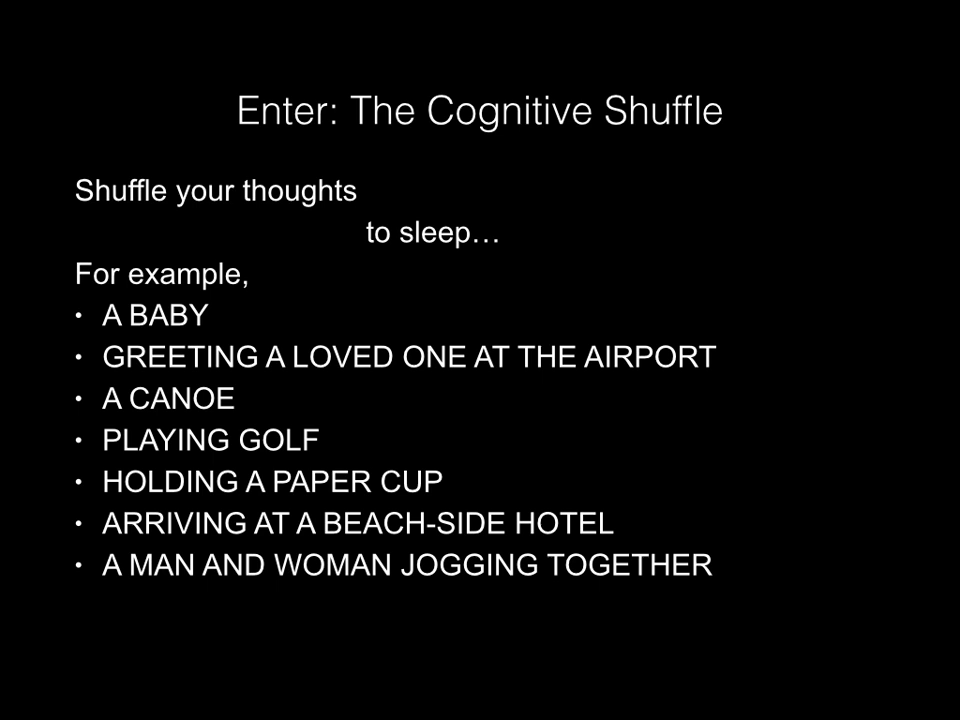 Enter: The Cognitive Shuffle
Shuffle your thoughts
to sleep…
For example,
• A BABY
• GREETING A LOVED ONE AT THE AIRPORT
• A CANOE
• PLAYING GOLF
• HOLDING A PAPER CUP
• ARRIVING AT A BEACH-SIDE HOTEL
• A MAN AND WOMAN JOGGING TOGETHER